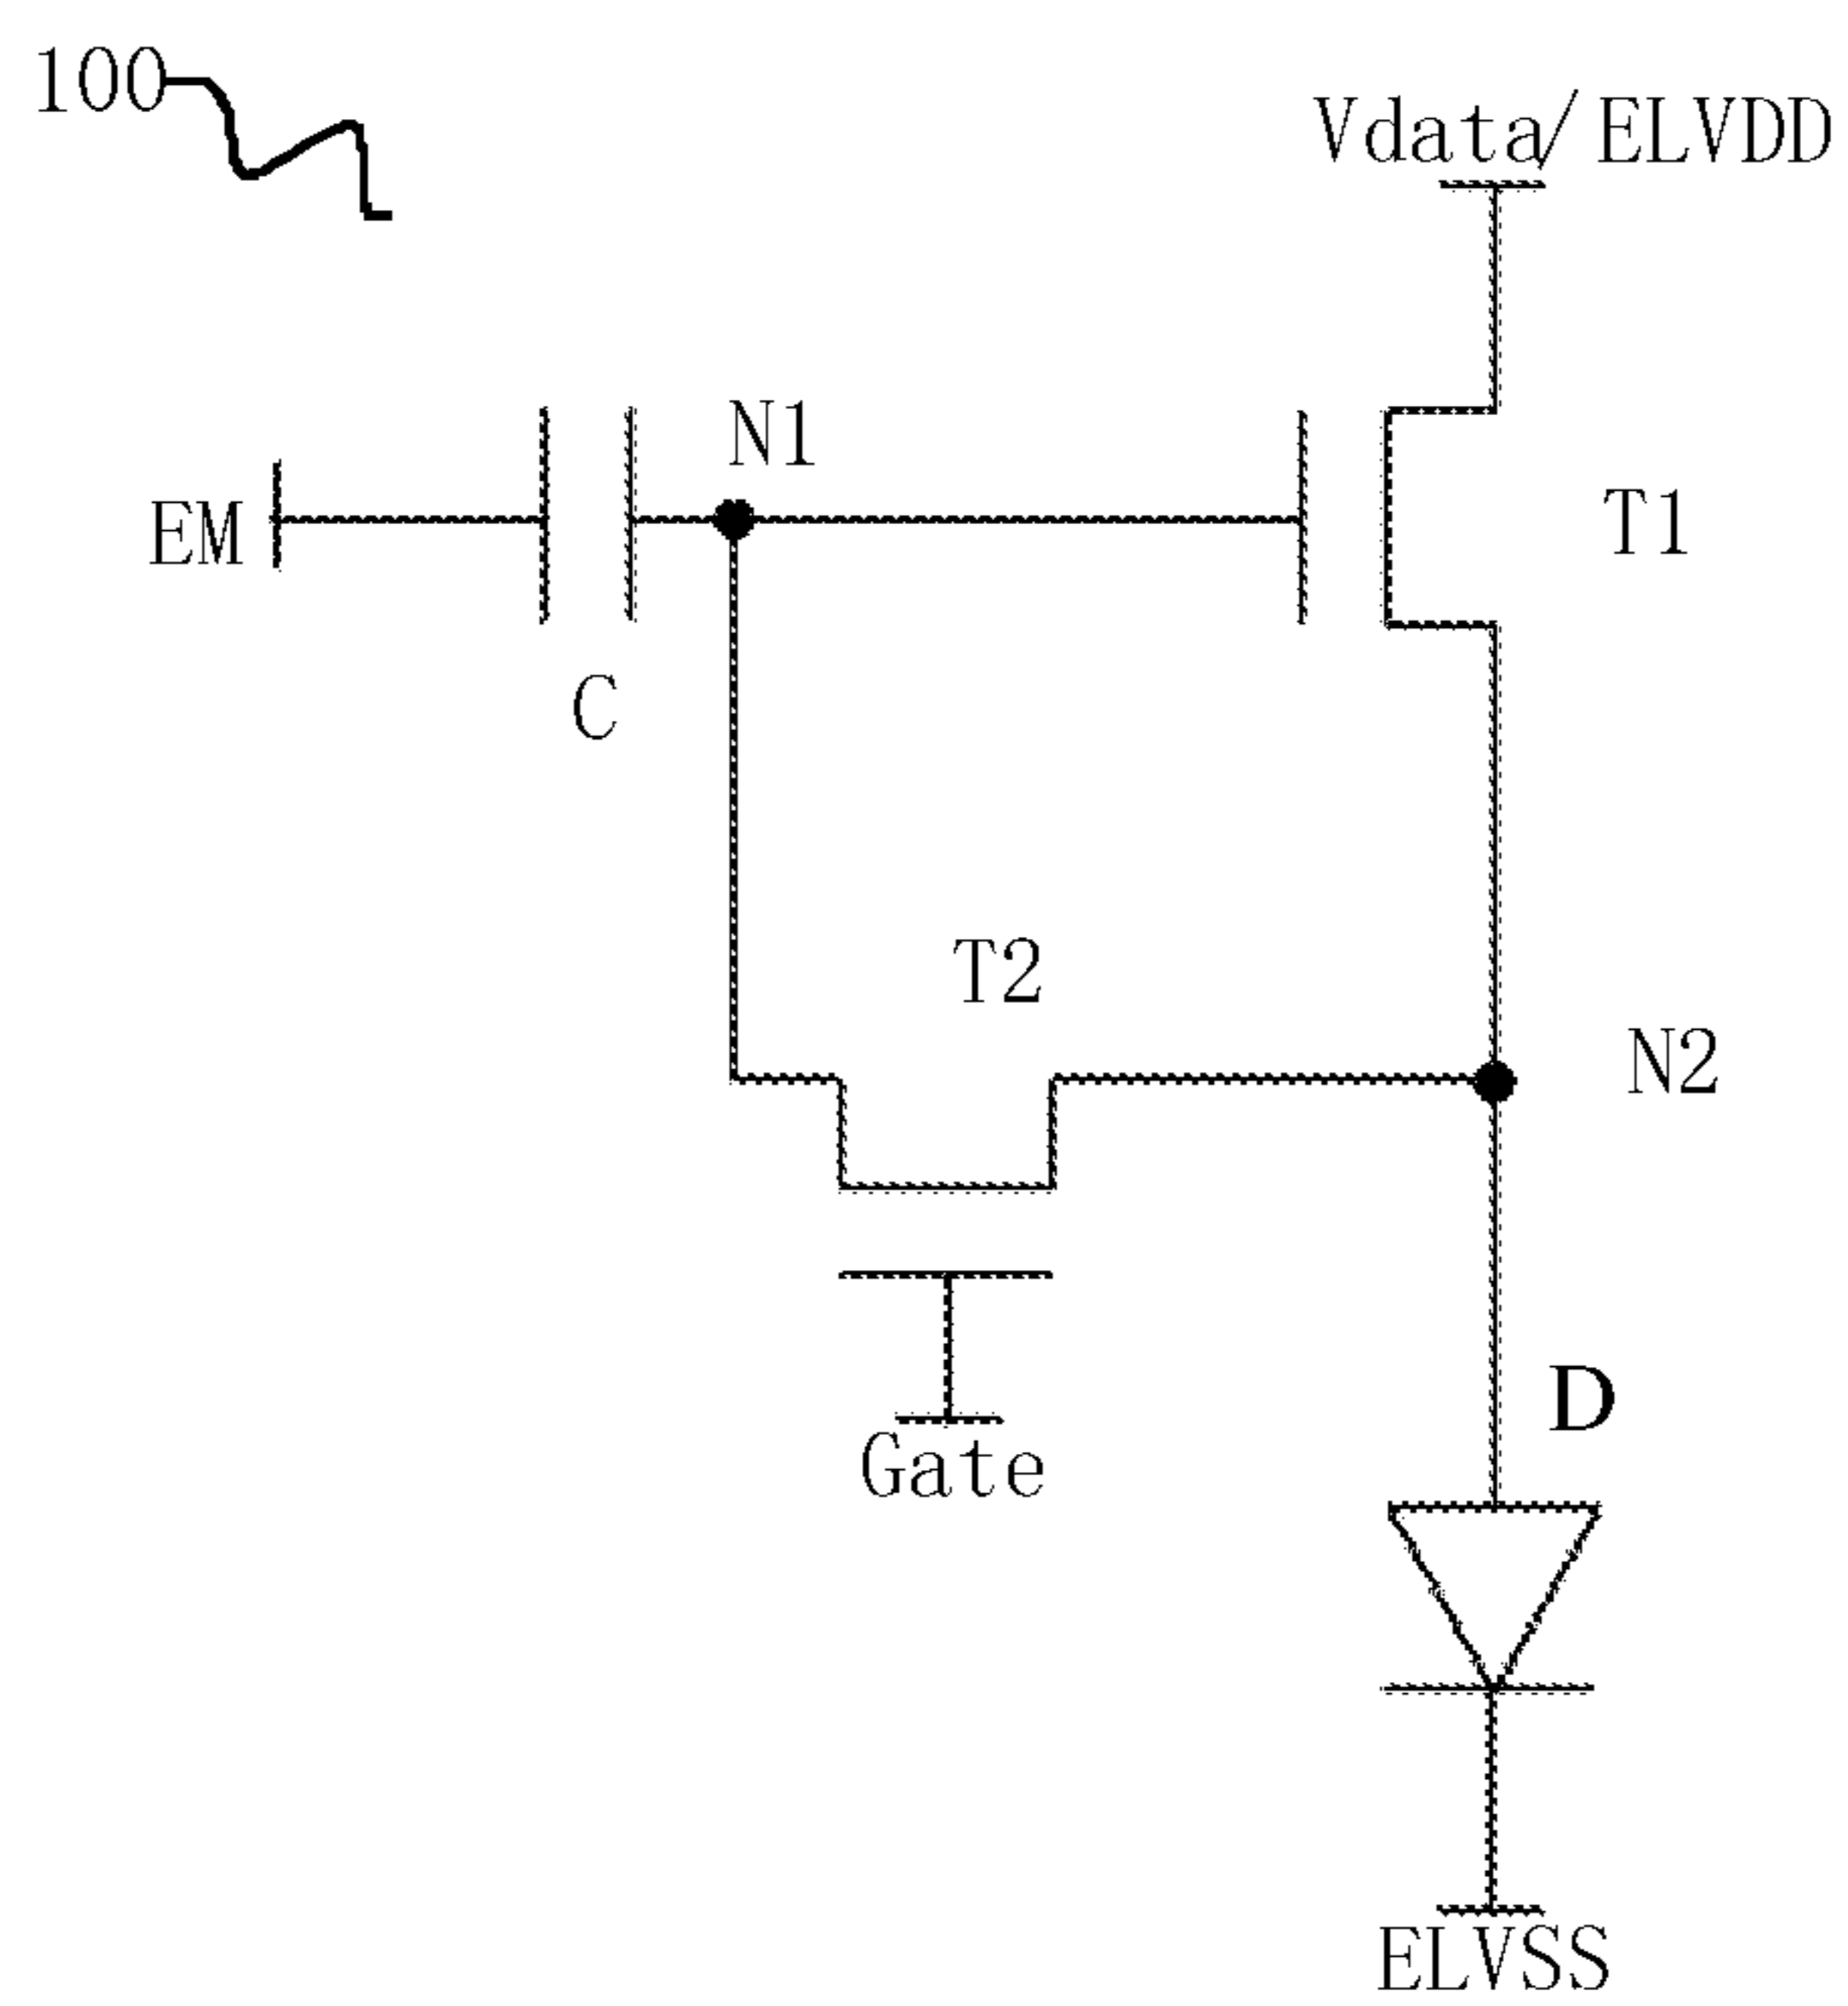 100
Vdata/ELVDD
N1
EM
T1
C
T2
N2
D
Gate
ELVSS